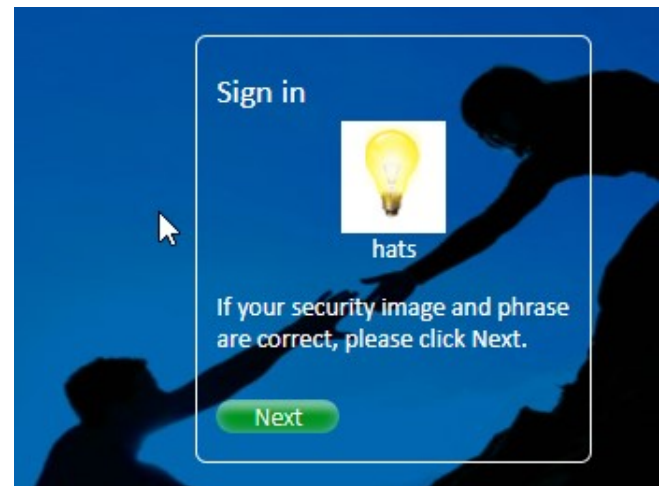 Sign in
hats
If your security image and phrase
are correct, please click Next.
Next